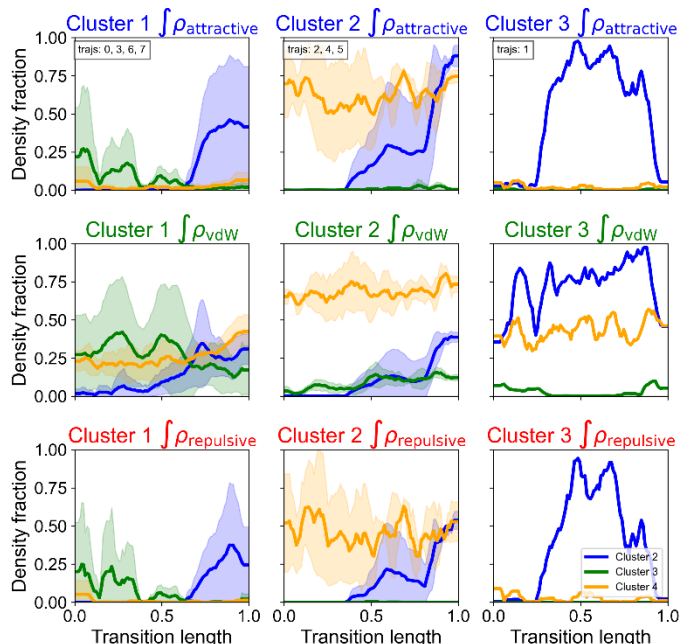 Cluster 1 ∫ρattractive Cluster 2 ∫ρattractive Cluster 3 ∫ρattractive
Density fraction
1.00
0.75
0.50
0.25
0.00
trajs: 0, 3, 6, 7
trajs: 2, 4, 5
trajs: 1
Cluster 1 ∫ρvdW Cluster 2 ∫ρvdW Cluster 3 ∫ρvdW
Density fraction
1.00
0.75
0.50
0.25
0.00
Cluster 1 ∫ρrepulsive Cluster 2 ∫ρrepulsive Cluster 3 ∫ρrepulsive
Density fraction
1.00
0.75
0.50
0.25
0.00
Cluster 2
Cluster 3
Cluster 4
0.0 0.5 1.0 0.0 0.5 1.0 0.0 0.5 1.0
Transition length Transition length Transition length